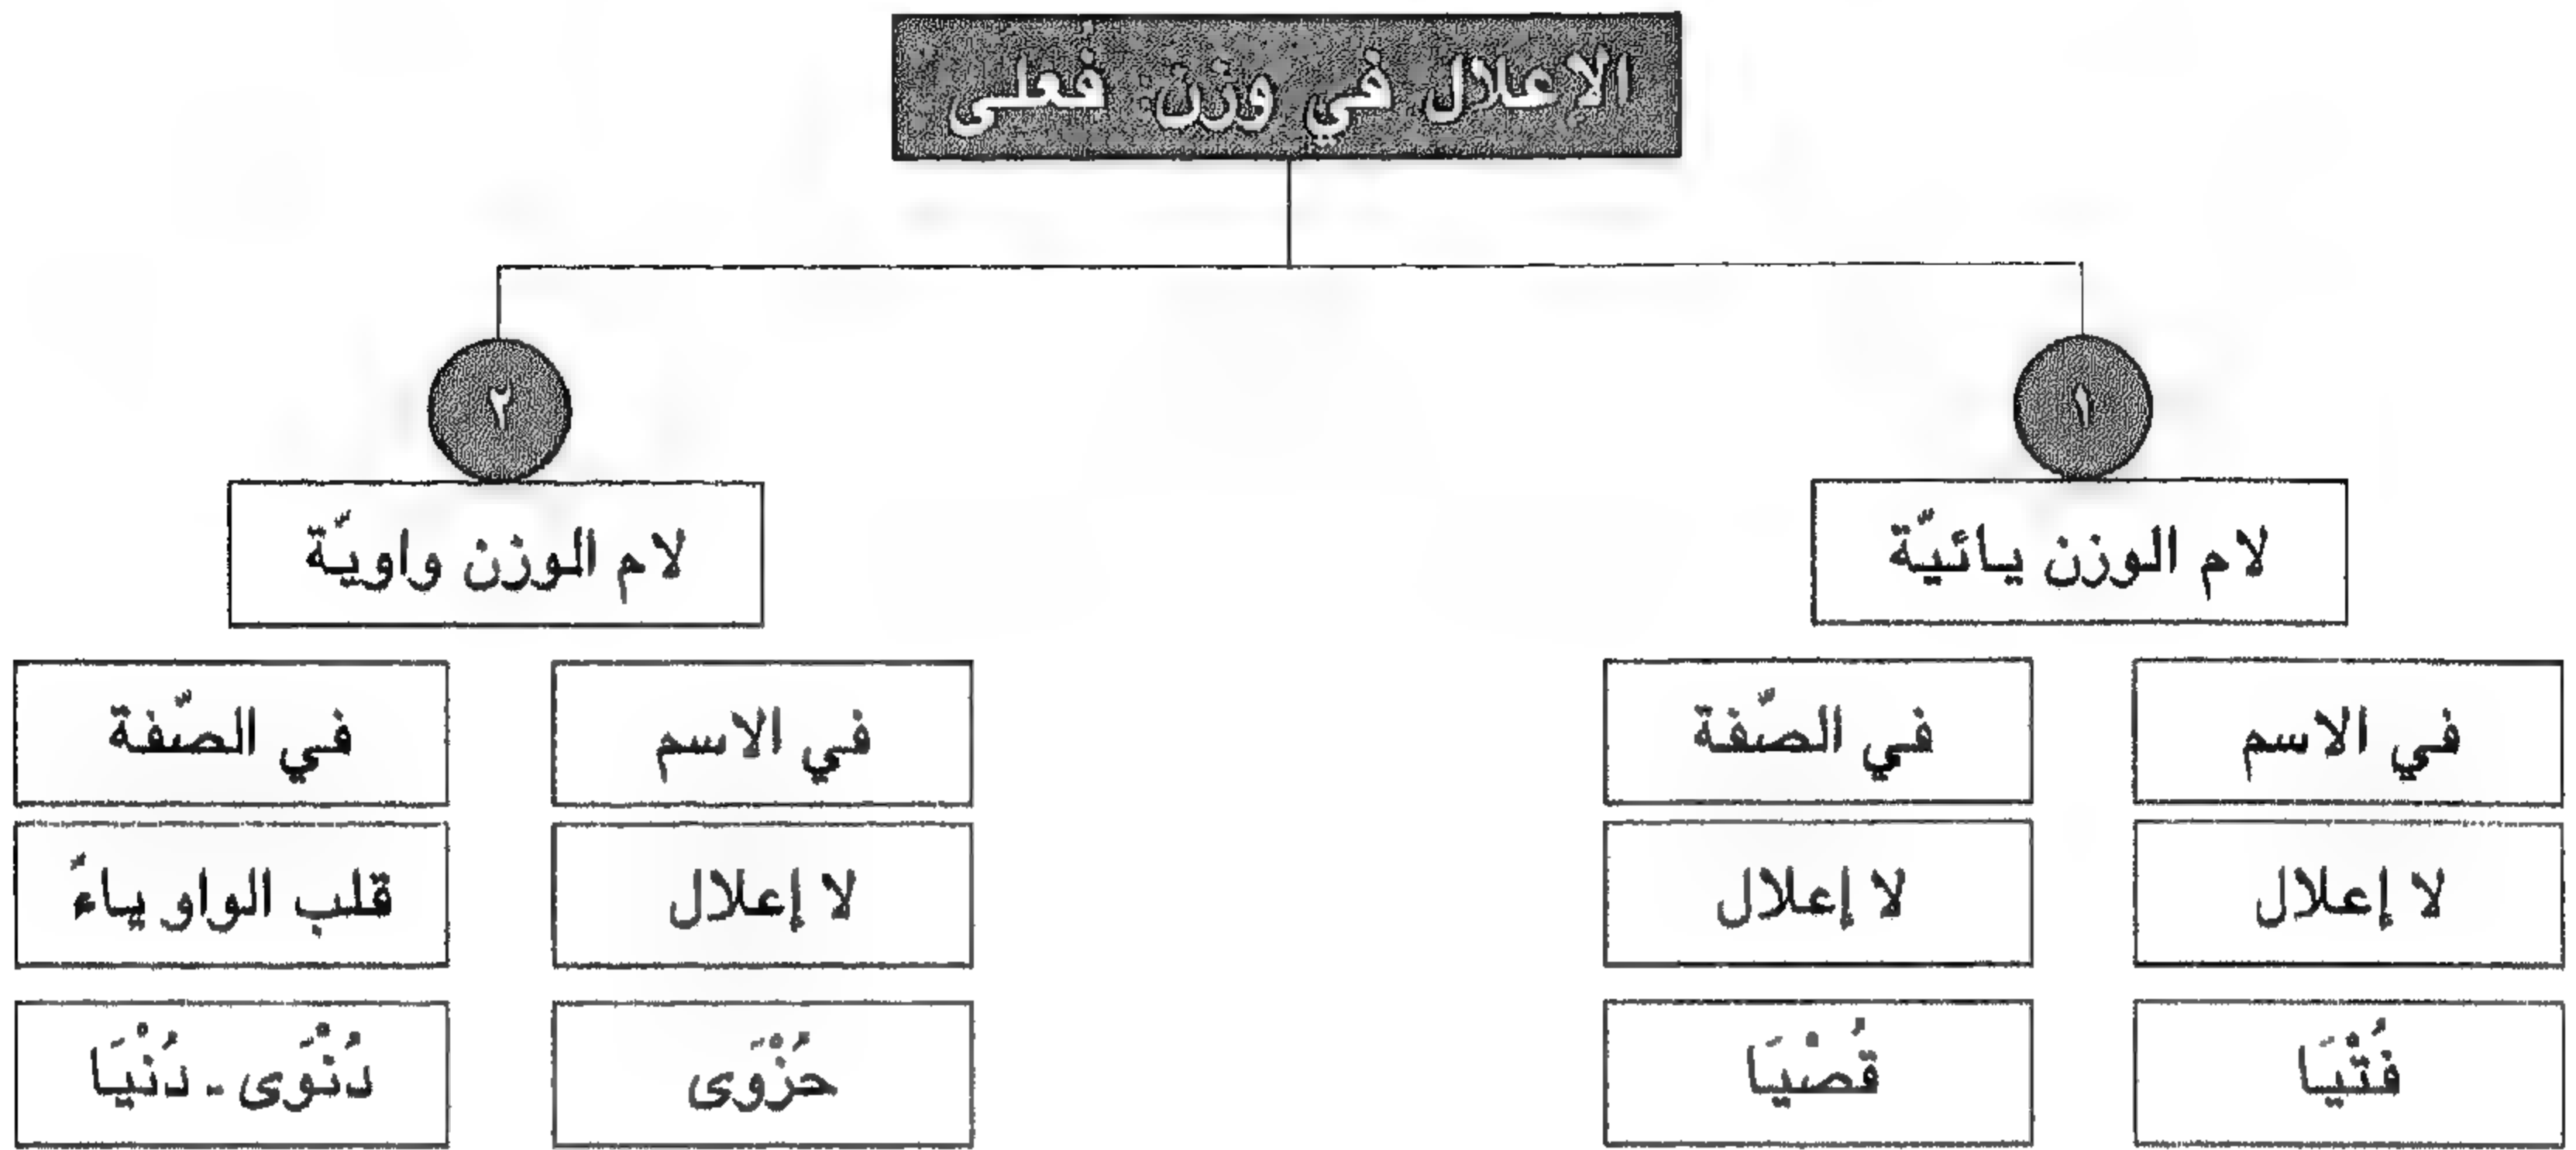 الإعلال في وزن: فُعلى
١
٢
لام الوزن يائيّة
لام الوزن واويّة
في الاسم
في الصّفة
في الاسم
في الصّفة
لا إعلال
لا إعلال
لا إعلال
قلب الواو ياءً
فُتْيَا
قُصْيَا
حُزْوَى
دُنْوَى - دُنْيَا